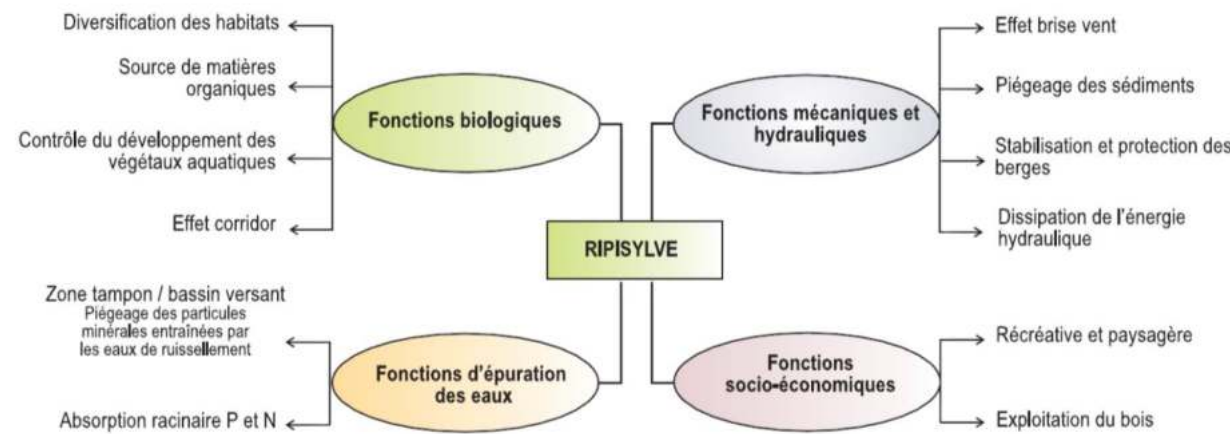 Diversification des habitats
Source de matières
organiques
Contrôle du développement des
végétaux aquatiques
Effet corridor
Fonctions biologiques
Fonctions mécaniques et
hydrauliques
Effet brise vent
Piégeage des sédiments
Stabilisation et protection des
berges
Dissipation de l'énergie
hydraulique
RIPISYLVE
Zone tampon / bassin versant
Piégeage des particules
minérales entraînées par
les eaux de ruissellement
Absorption racinaire P et N
Fonctions d'épuration
des eaux
Fonctions
socio-économiques
Récréative et paysagère
Exploitation du bois